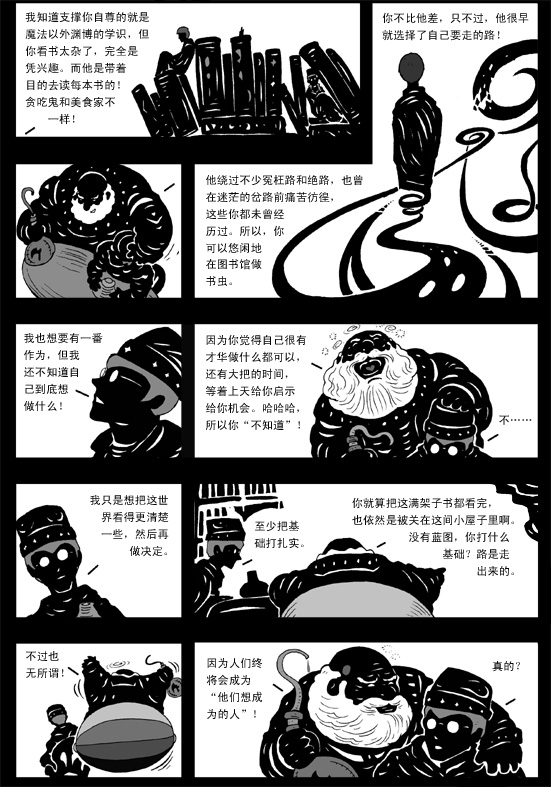 我知道支撑你自尊的就是
魔法以外渊博的学识，但
你看书太杂了，完全是
凭兴趣。而他是带着
目的去读每本书的！
贪吃鬼和美食家不
一样！
你不比他差，只不过，他很早
就选择了自己要走的路！
他绕过不少冤枉路和绝路，也曾
在迷茫的岔路前痛苦彷徨，
这些你都未曾经
历过。所以，你
可以悠闲地
在图书馆做
书虫。
我也想要有一番
作为，但我
还不知道自
己到底想
做什么！
因为你觉得自己很有
才华做什么都可以，
还有大把的时间，
等着上天给你启示
给你机会。哈哈哈，
所以你“不知道”！
不……
我只是想把这世
界看得更清楚
一些，然后再
做决定。
至少把基
础打扎实。
你就算把这满架子书都看完，
也依然是被关在这间小屋子里啊。
没有蓝图，你打什么
基础？路是走
出来的。
不过也
无所谓！
因为人们终
将会成为
“他们想成
为的人”！
真的？